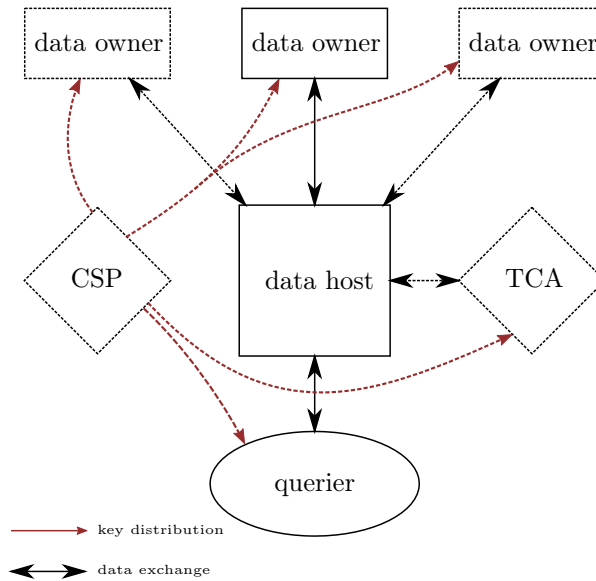 data owner
data owner
data owner
CSP
data host
TCA
querier
key distribution
data exchange